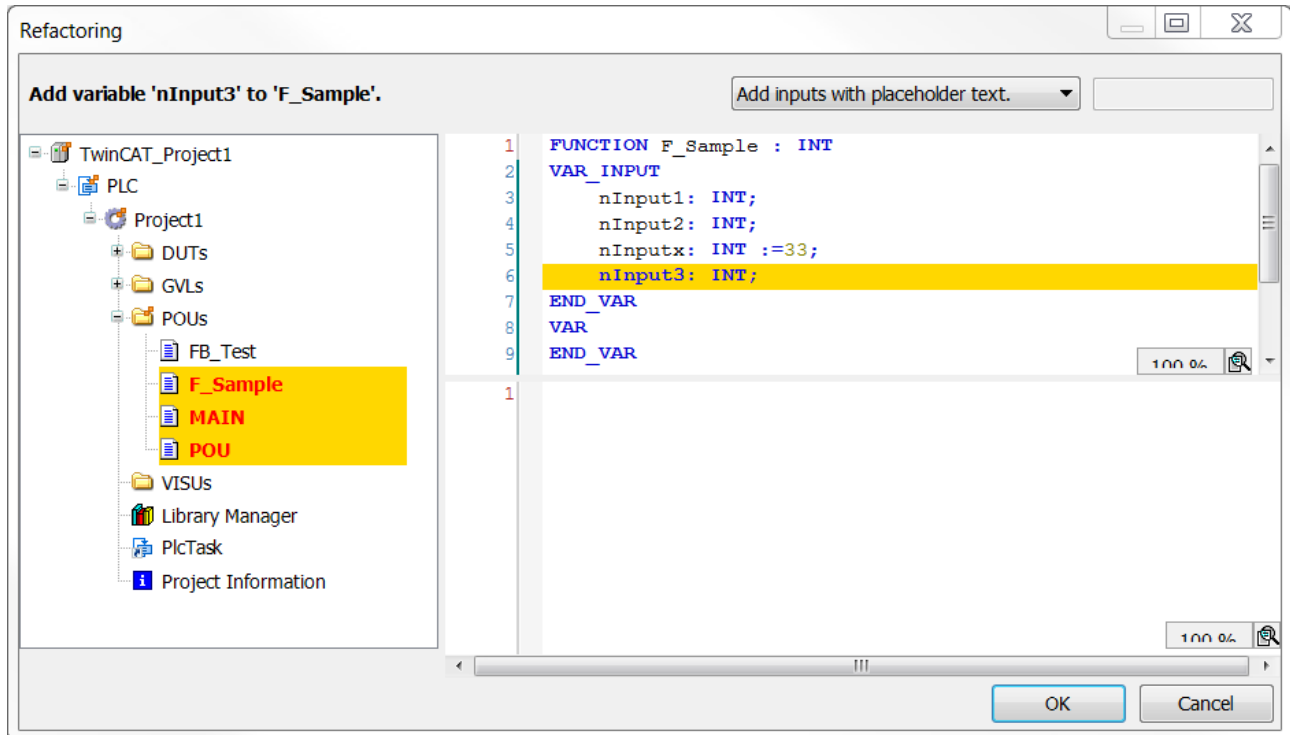 Refactoring
Add variable 'nInput3' to 'F_Sample'.
Add inputs with placeholder text.
TwinCAT_Project1
PLC
Project1
DUTs
GVLs
POUs
FB_Test
F_Sample
MAIN
POU
VISUs
Library Manager
PlcTask
Project Information
1 FUNCTION F_Sample : INT
2 VAR_INPUT
3 nInput1: INT;
4 nInput2: INT;
5 nInputx: INT :=33;
6 nInput3: INT;
7 END_VAR
8 VAR
9 END_VAR
100 %
1
100 %
OK
Cancel